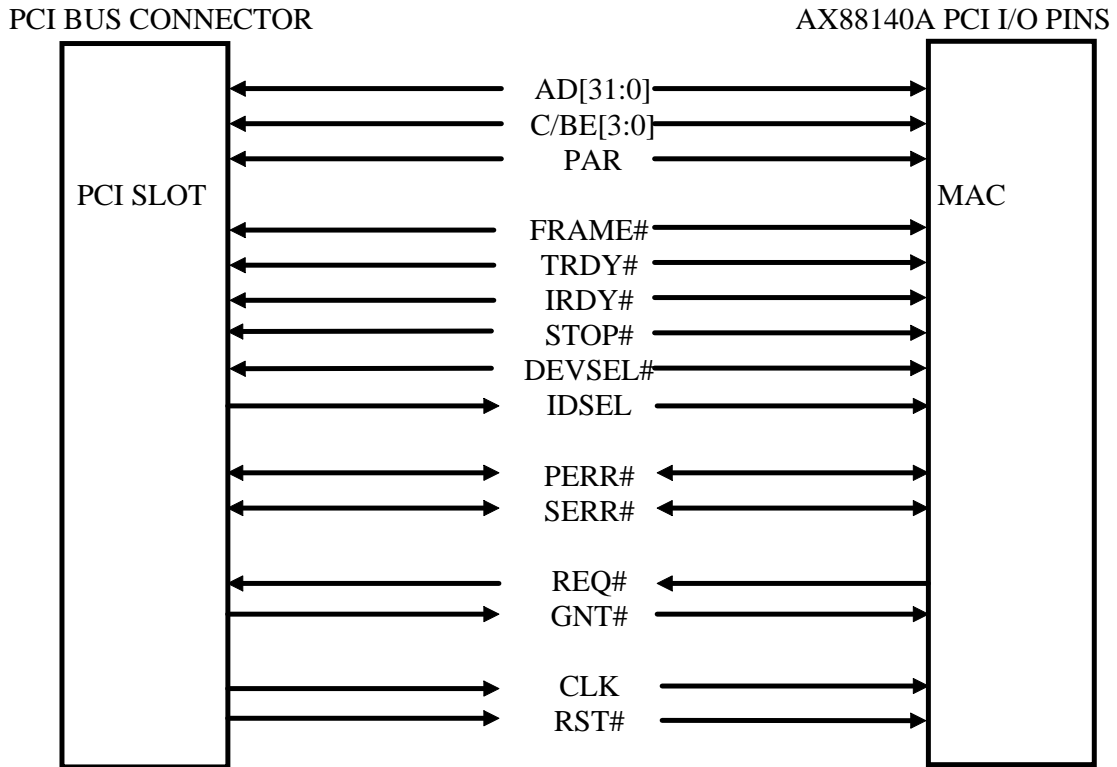 PCI BUS CONNECTOR
AX88140A PCI I/O PINS
AD[31:0]
C/BE[3:0]
PAR
PCI SLOT
MAC
FRAME#
TRDY#
IRDY#
STOP#
DEVSEL#
IDSEL
PERR#
SERR#
REQ#
GNT#
CLK
RST#